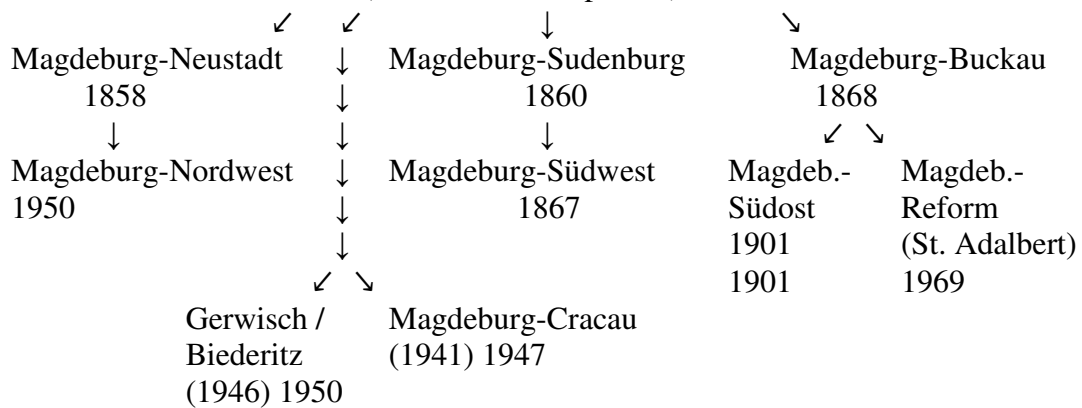 ↙ ↙ ↓ ↘
Magdeburg-Neustadt ↓ Magdeburg-Sudenburg Magdeburg-Buckau
1858 ↓ 1860 1868
↓ ↓ ↓ ↙ ↘
Magdeburg-Nordwest ↓ Magdeburg-Südwest Magdeb.- Magdeb.-
1950 ↓ 1867 Südost Reform
↓ 1901 (St. Adalbert)
↙ ↘ 1901 1969
Gerwisch / Magdeburg-Cracau
Biederitz (1941) 1947
(1946) 1950